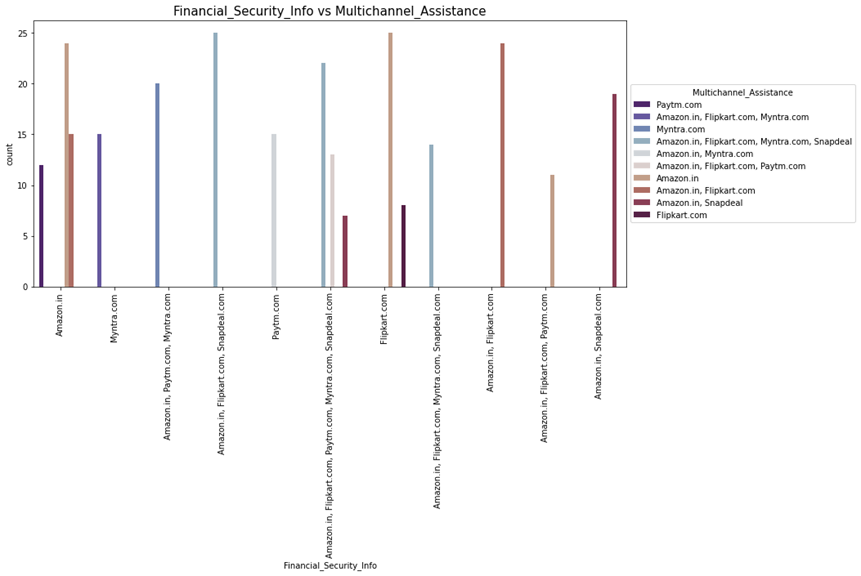 Financial_Security_Info vs Multichannel_Assistance
25
20
15
10
5
0
count
Amazon.in
Myntra.com
Amazon.in, Paytm.com, Myntra.com
Amazon.in, Flipkart.com, Snapdeal.com
Paytm.com
Amazon.in, Flipkart.com, Paytm.com, Myntra.com, Snapdeal.com
Flipkart.com
Amazon.in, Flipkart.com, Myntra.com, Snapdeal.com
Amazon.in, Flipkart.com
Amazon.in, Flipkart.com, Paytm.com
Amazon.in, Snapdeal.com
Financial_Security_Info
Multichannel_Assistance
Paytm.com
Amazon.in, Flipkart.com, Myntra.com
Myntra.com
Amazon.in, Flipkart.com, Myntra.com, Snapdeal
Amazon.in, Myntra.com
Amazon.in, Flipkart.com, Paytm.com
Amazon.in
Amazon.in, Flipkart.com
Amazon.in, Snapdeal
Flipkart.com